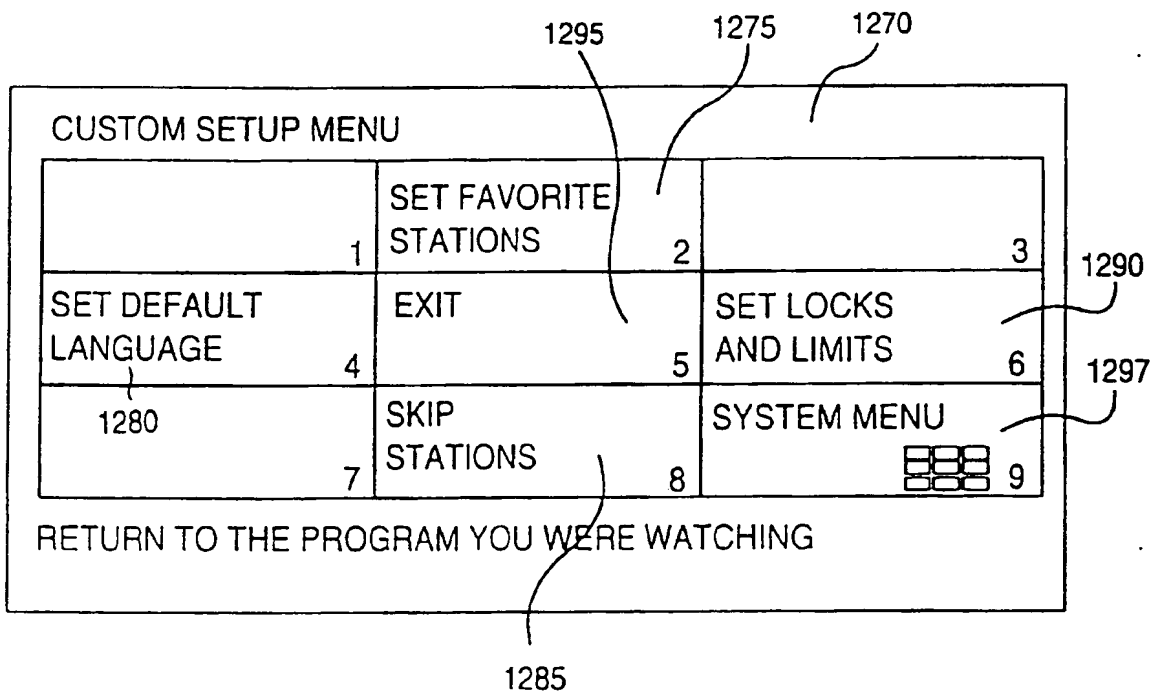 1295
1275
1270
CUSTOM SETUP MENU
1
SET FAVORITE
STATIONS
2
3
SET DEFAULT
LANGUAGE
4
EXIT
5
SET LOCKS
AND LIMITS
6
1290
1280
7
SKIP
STATIONS
8
SYSTEM MENU
9
1297
RETURN TO THE PROGRAM YOU WERE WATCHING
1285